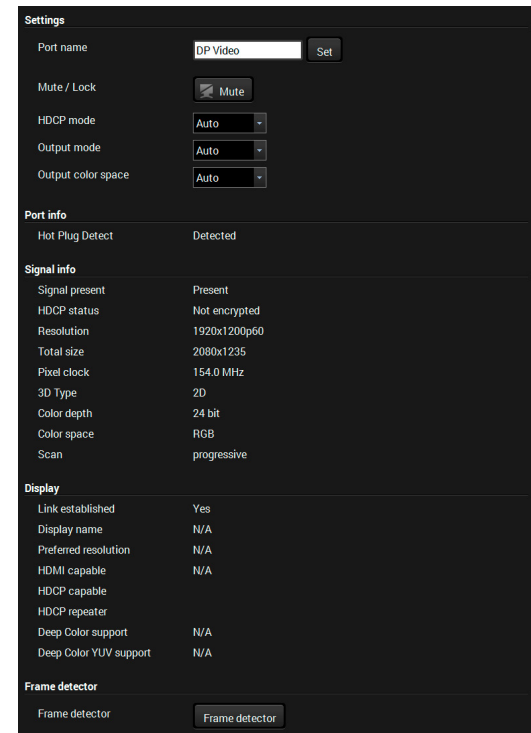 Settings
Port name DP Video Set
Mute / Lock Mute
HDCP mode Auto
Output mode Auto
Output color space Auto
Port info
Hot Plug Detect Detected
Signal info
Signal present Present
HDCP status Not encrypted
Resolution 1920x1200p60
Total size 2080x1235
Pixel clock 154.0 MHz
3D Type 2D
Color depth 24 bit
Color space RGB
Scan progressive
Display
Link established Yes
Display name N/A
Preferred resolution N/A
HDMI capable N/A
HDCP capable
HDCP repeater
Deep Color support N/A
Deep Color YUV support N/A
Frame detector
Frame detector Frame detector